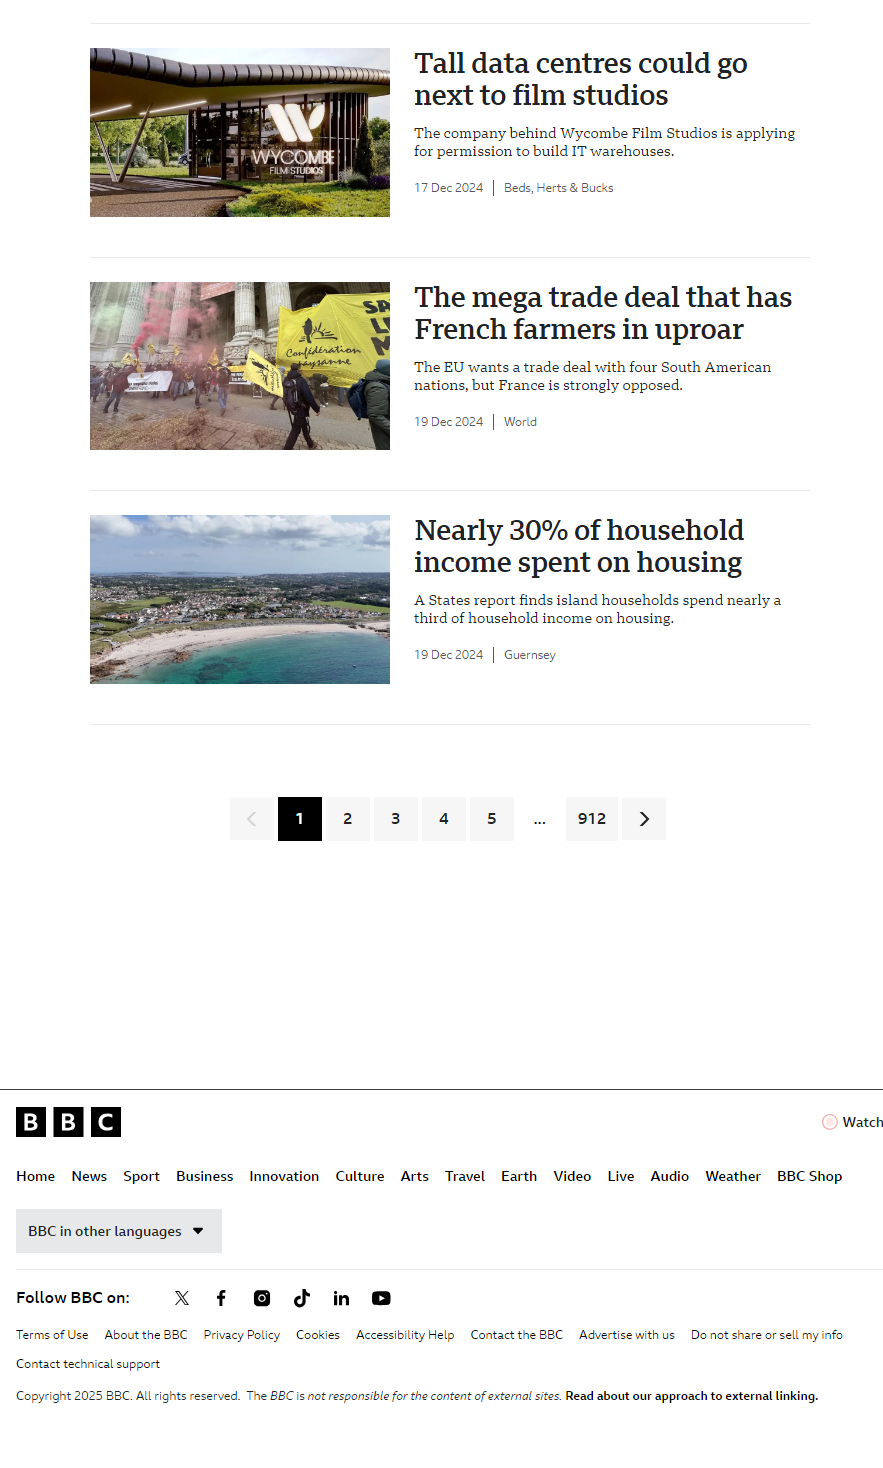 Tall data centres could go
next to film studios
WYCOMBE
FILM STUDIOS
The company behind Wycombe Film Studios is applying
for permission to build IT warehouses.
17 Dec 2024 | Beds, Herts & Bucks
The mega trade deal that has
French farmers in uproar
Confédération
paysanne
The EU wants a trade deal with four South American
nations, but France is strongly opposed.
19 Dec 2024 | World
Nearly 30% of household
income spent on housing
A States report finds island households spend nearly a
third of household income on housing.
19 Dec 2024 | Guernsey
1 2 3 4 5 ... 912
BBC
Watch
Home News Sport Business Innovation Culture Arts Travel Earth Video Live Audio Weather BBC Shop
BBC in other languages
Follow BBC on:
Terms of Use About the BBC Privacy Policy Cookies Accessibility Help Contact the BBC Advertise with us Do not share or sell my info
Contact technical support
Copyright 2025 BBC. All rights reserved. The BBC is not responsible for the content of external sites. Read about our approach to external linking.